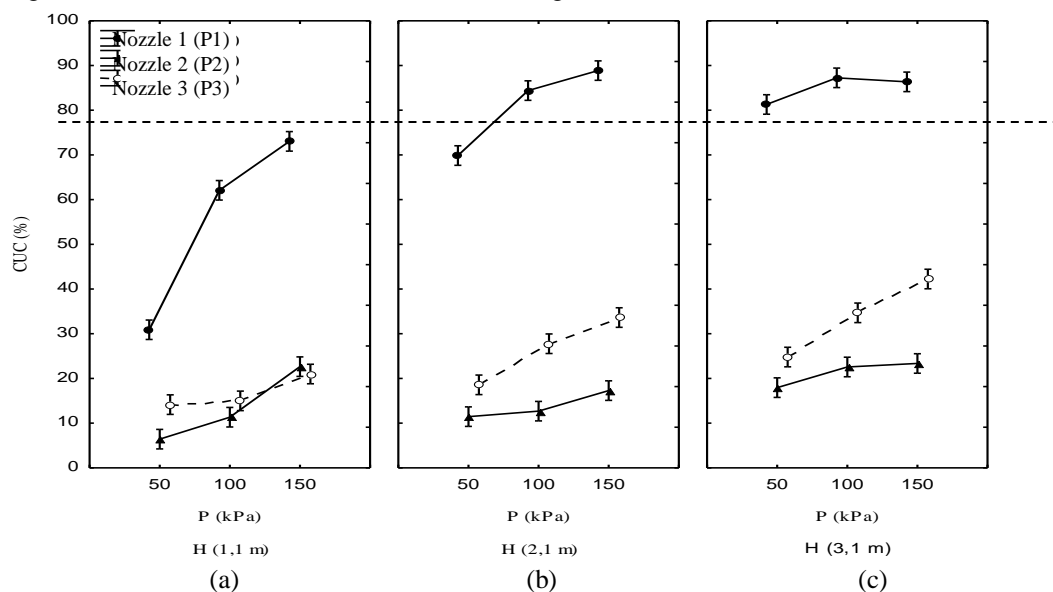 100
90
80
70
60
50
40
30
20
10
0
CUC (%)
Nozzle 1 (P1)
Nozzle 2 (P2)
Nozzle 3 (P3)
50 100 150
50 100 150
50 100 150
P (kPa)
P (kPa)
P (kPa)
H (1,1 m)
H (2,1 m)
H (3,1 m)
(a)
(b)
(c)